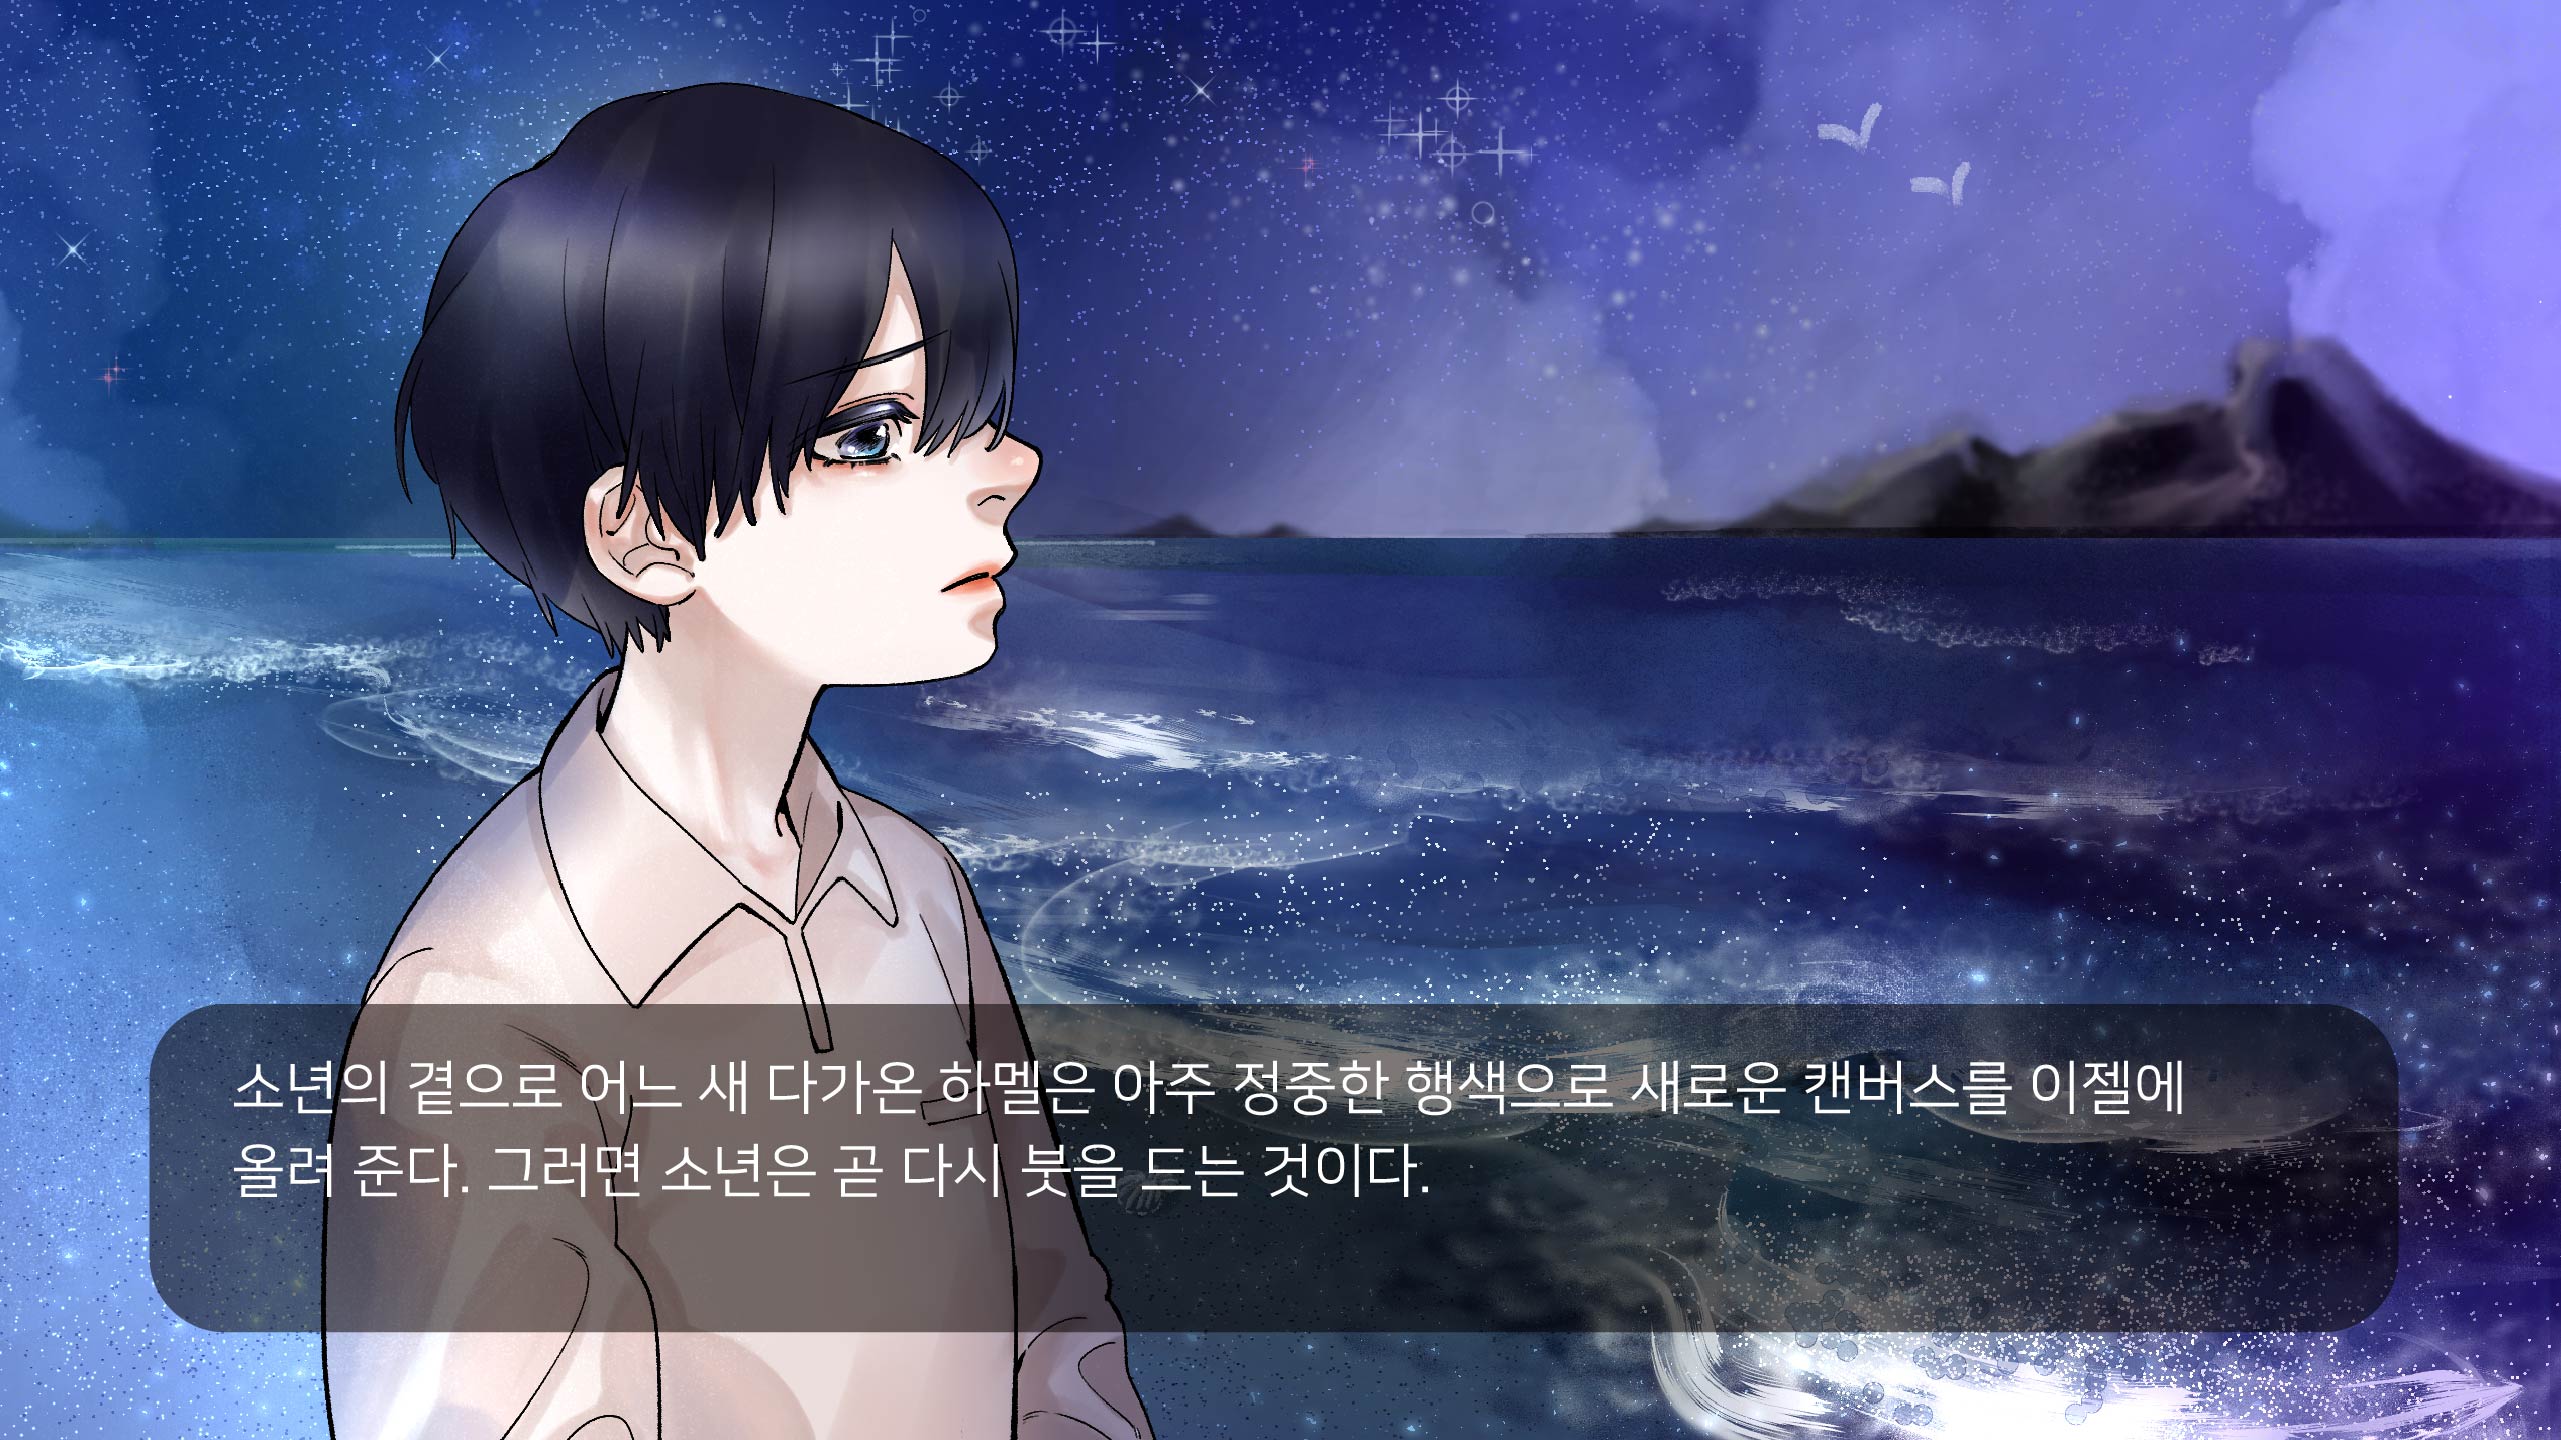 소년의 곁으로 어느 새 다가온 하멜은 아주 정중한 행색으로 새로운 캔버스를 이젤에
올려 준다. 그러면 소년은 곧 다시 붓을 드는 것이다.